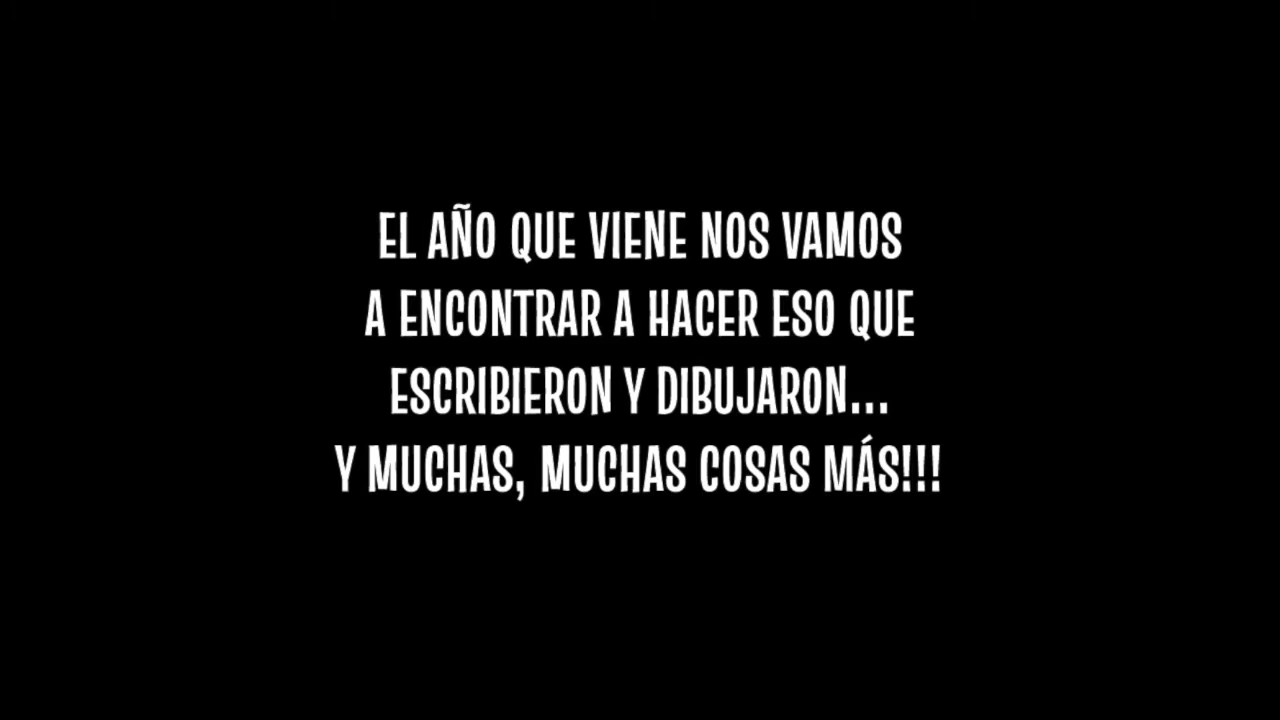 EL AÑO QUE VIENE NOS VAMOS
A ENCONTRAR A HACER ESO QUE
ESCRIBIERON Y DIBUJARON...
Y MUCHAS, MUCHAS COSAS MÁS!!!